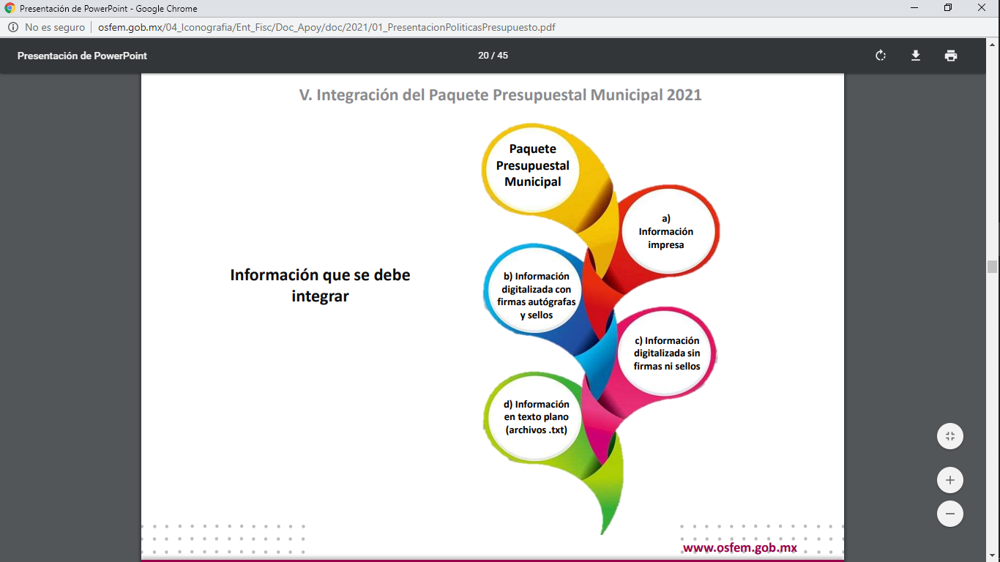 Presentación de PowerPoint - Google Chrome
No es seguro | osfem.gob.mx/04_Iconografia/Ent_Fisc/Doc_Apoy/doc/2021/01_PresentacionPoliticasPresupuesto.pdf
Presentación de PowerPoint
20 / 45
V. Integración del Paquete Presupuestal Municipal 2021
Paquete
Presupuestal
Municipal
a)
Información
impresa
Información que se debe
integrar
b) Información
digitalizada con
firmas autógrafas
y sellos
c) Información
digitalizada sin
firmas ni sellos
d) Información
en texto plano
(archivos .txt)
www.osfem.gob.mx